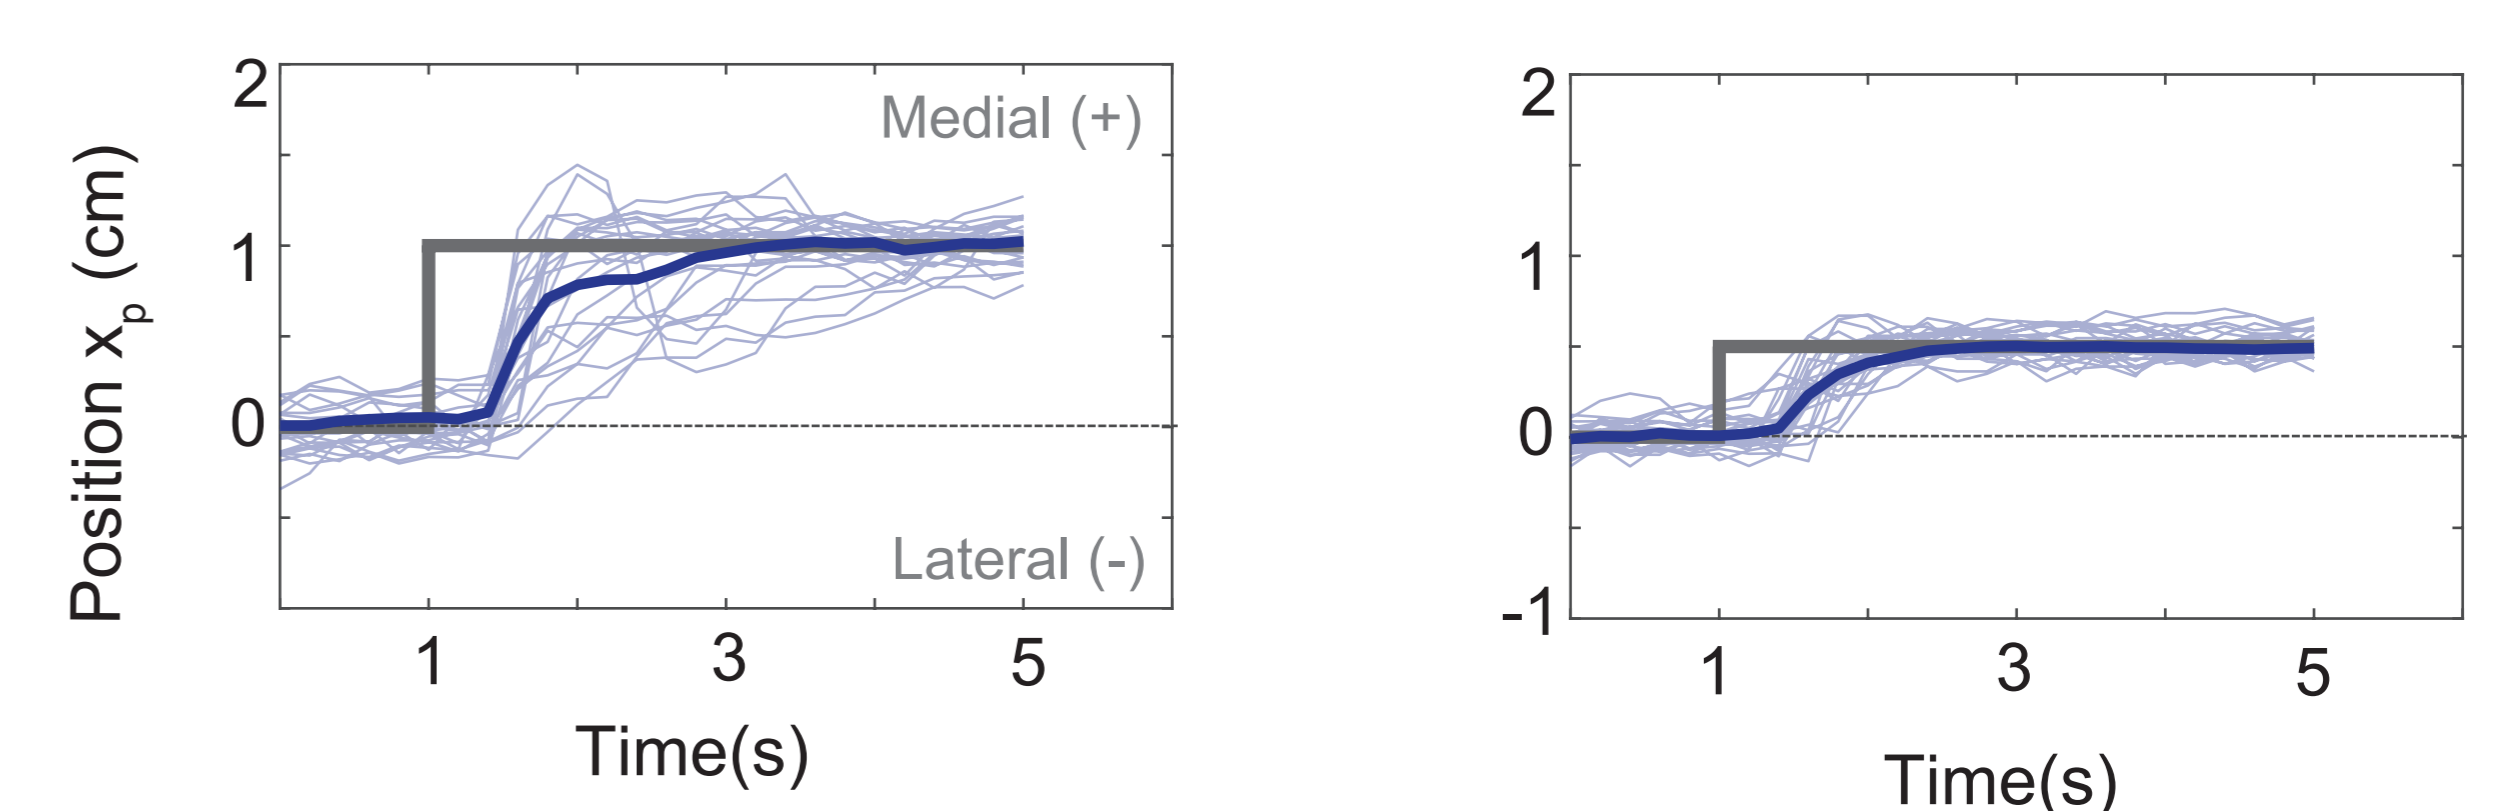 Position xp (cm)
2
1
0
Medial (+)
Lateral (-)
1 3 5
Time(s)
2
1
0
-1
1 3 5
Time(s)